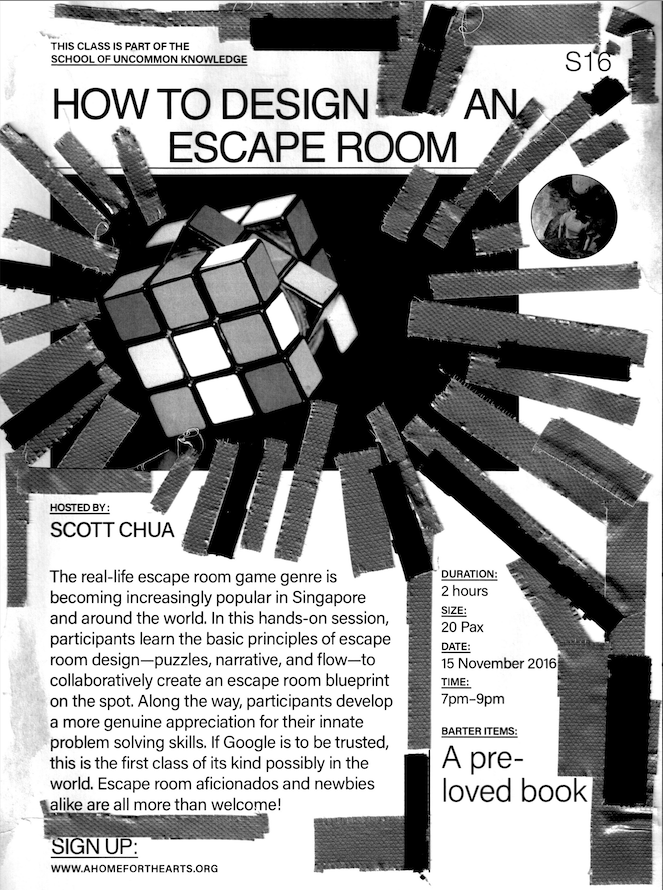 THIS CLASS IS PART OF THE
SCHOOL OF UNCOMMON KNOWLEDGE
S16
HOW TO DESIGN AN
ESCAPE ROOM
HOSTED BY:
SCOTT CHUA
The real-life escape room game genre is
becoming increasingly popular in Singapore
and around the world. In this hands-on session,
participants learn the basic principles of escape
room design—puzzles, narrative, and flow—to
collaboratively create an escape room blueprint
on the spot. Along the way, participants develop
a more genuine appreciation for their innate
problem solving skills. If Google is to be trusted,
this is the first class of its kind possibly in the
world. Escape room aficionados and newbies
alike are all more than welcome!
SIGN UP:
WWW.AHOMEFORTHEARTS.ORG
DURATION:
2 hours
SIZE:
20 Pax
DATE:
15 November 2016
TIME:
7pm–9pm
BARTER ITEMS:
A pre-
loved book